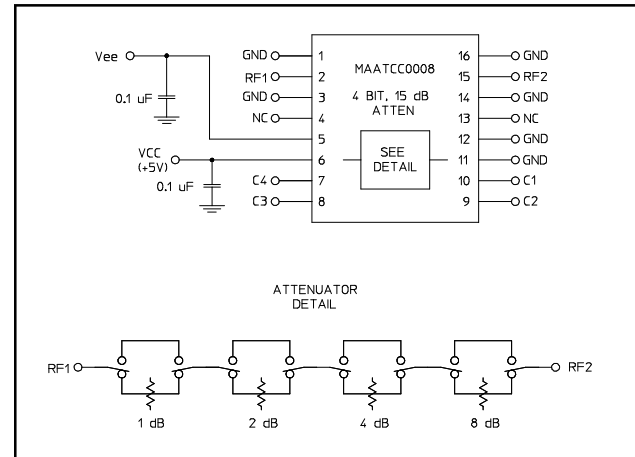 Vee
0.1 uF
VCC
(+5V)
0.1 uF
GND 1
RF1 2
GND 3
NC 4
5
6
C4 7
C3 8
MAATCC0008
4 BIT, 15 dB
ATTEN
SEE
DETAIL
16 GND
15 RF2
14 GND
13 NC
12 GND
11 GND
10 C1
9 C2
ATTENUATOR
DETAIL
RF1
RF2
1 dB
2 dB
4 dB
8 dB